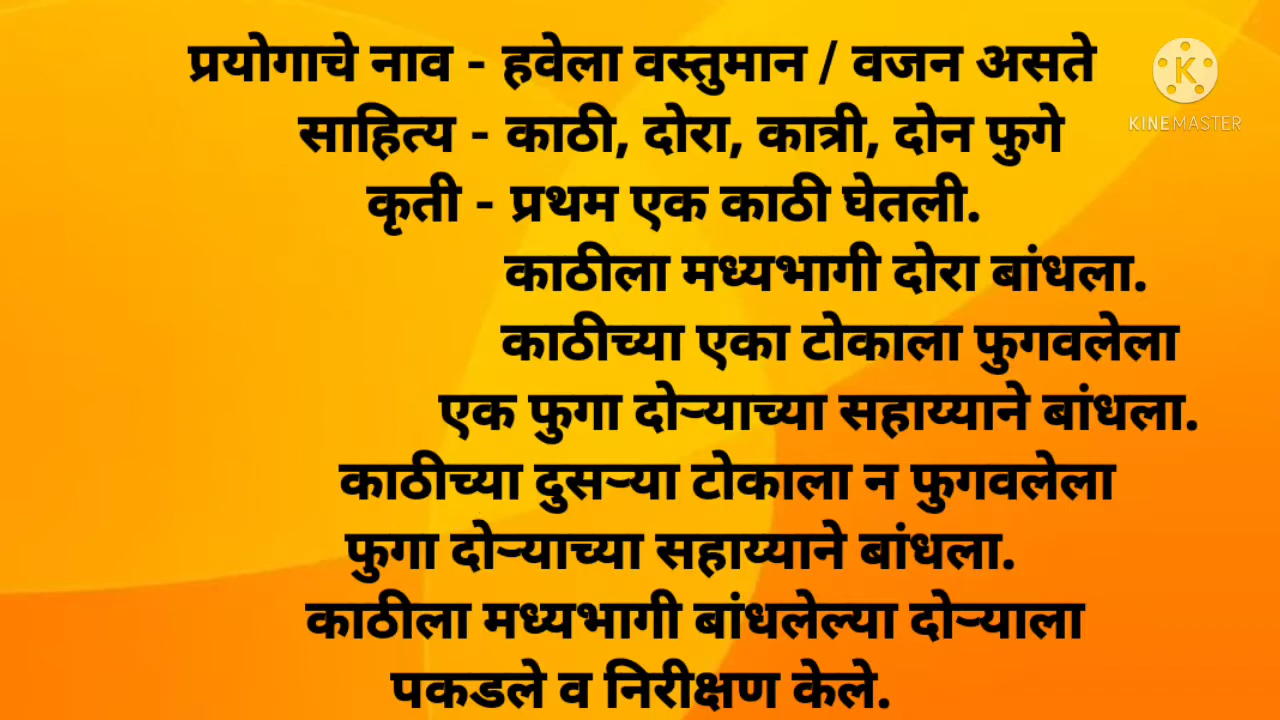 प्रयोगाचे नाव - हवेला वस्तुमान / वजन असते
साहित्य - काठी, दोरा, कात्री, दोन फुगे
कृती - प्रथम एक काठी घेतली.
काठीला मध्यभागी दोरा बांधला.
काठीच्या एका टोकाला फुगवलेला
एक फुगा दोऱ्याच्या सहाय्याने बांधला.
काठीच्या दुसऱ्या टोकाला न फुगवलेला
फुगा दोऱ्याच्या सहाय्याने बांधला.
काठीला मध्यभागी बांधलेल्या दोऱ्याला
पकडले व निरीक्षण केले.
K
KINEMASTER